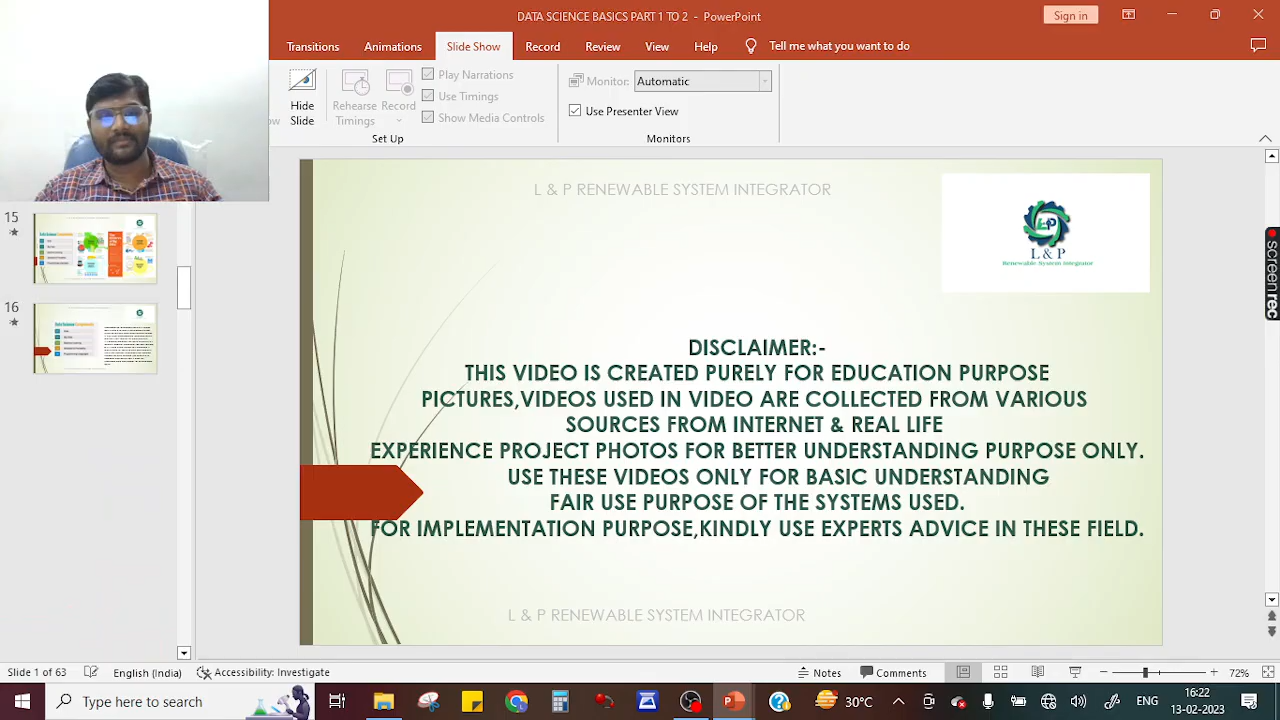 DATA SCIENCE BASICS PART 1 TO 2 - PowerPoint
Sign in
Transitions Animations Slide Show Record Review View Help Tell me what you want to do
Hide Slide
Rehearse Timings
Record
Play Narrations
Use Timings
Show Media Controls
Set Up
Monitor: Automatic
Use Presenter View
Monitors
15
16
L & P RENEWABLE SYSTEM INTEGRATOR
L&P
L & P
Renewable System Integrator
DISCLAIMER:-
THIS VIDEO IS CREATED PURELY FOR EDUCATION PURPOSE
PICTURES,VIDEOS USED IN VIDEO ARE COLLECTED FROM VARIOUS
SOURCES FROM INTERNET & REAL LIFE
EXPERIENCE PROJECT PHOTOS FOR BETTER UNDERSTANDING PURPOSE ONLY.
USE THESE VIDEOS ONLY FOR BASIC UNDERSTANDING
FAIR USE PURPOSE OF THE SYSTEMS USED.
FOR IMPLEMENTATION PURPOSE,KINDLY USE EXPERTS ADVICE IN THESE FIELD.
L & P RENEWABLE SYSTEM INTEGRATOR
screenrec
Slide 1 of 63 English (India) Accessibility: Investigate Notes Comments 72%
Type here to search
30°C
ENG
16:22
13-02-2023